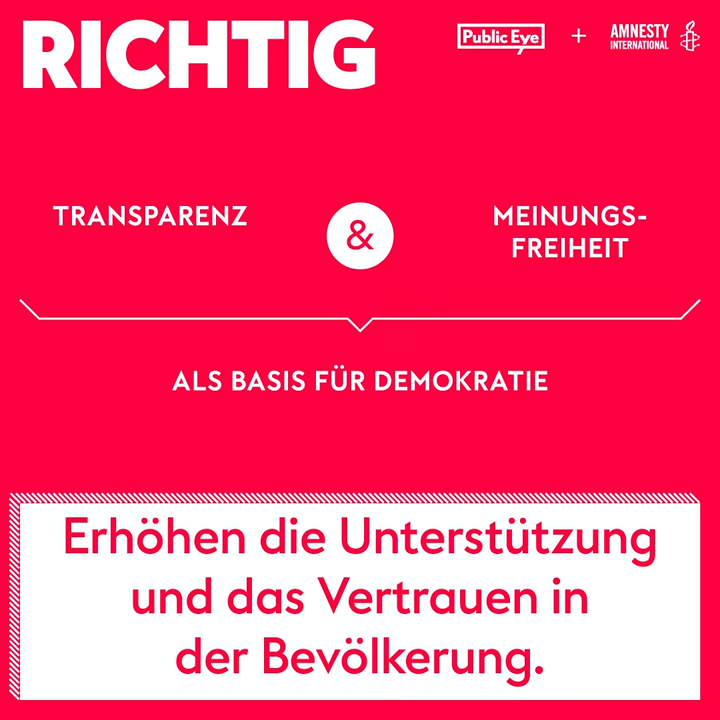 RICHTIG
Public Eye + AMNESTY
INTERNATIONAL
TRANSPARENZ
&
MEINUNGS-
FREIHEIT
ALS BASIS FÜR DEMOKRATIE
Erhöhen die Unterstützung
und das Vertrauen in
der Bevölkerung.